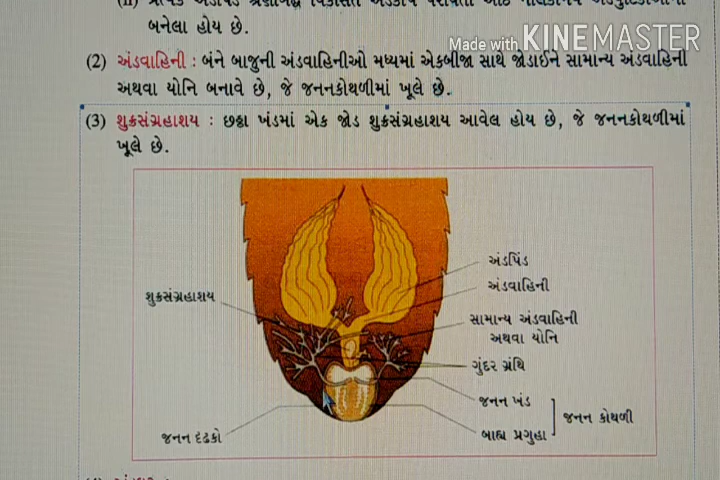 બનેલા હોય છે.
Made with KINEMASTER
(2) અંડવાહિની : બંને બાજુની અંડવાહિનીઓ મધ્યમાં એકબીજા સાથે જોડાઈને સામાન્ય અંડવાહિની
અથવા યોનિ બનાવે છે, જે જનનકોથળીમાં ખૂલે છે.
(3) શુક્રસંગ્રહાશય : છઠ્ઠા ખંડમાં એક જોડ શુક્રસંગ્રહાશય આવેલ હોય છે, જે જનનકોથળીમાં
ખૂલે છે.
અંડપિંડ
અંડવાહિની
શુક્રસંગ્રહાશય
સામાન્ય અંડવાહિની
અથવા યોનિ
ગુંદર ગ્રંથિ
જનન ખંડ
જનન કોથળી
જનન દઢકો
બાહ્ય પ્રગુહા